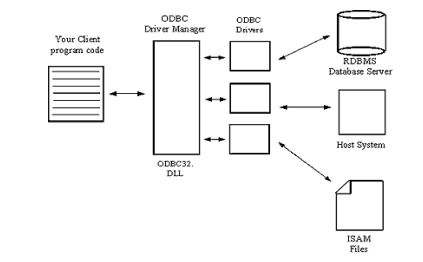 Your Client
program code
ODBC
Driver Manager
ODBC
Drivers
RDBMS
Database Server
Host System
ODBC32.
DLL
ISAM
Files